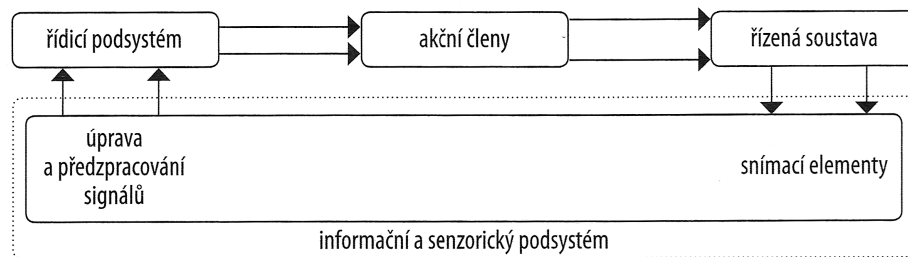 řídicí podsystém
akční členy
řízená soustava
úprava
a předzpracování
signálů
snímací elementy
informační a senzorický podsystém